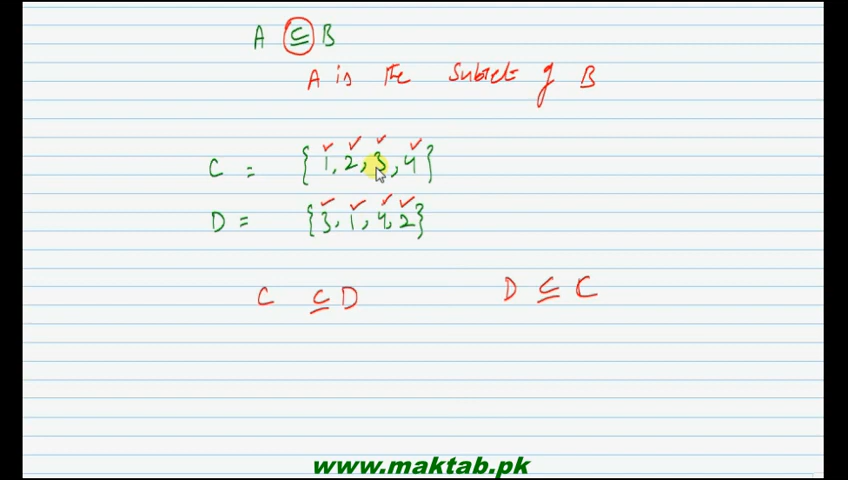 A ⊆ B
A is the subset of B
C = {1, 2, 3, 4}
D = {3, 1, 4, 2}
C ⊆ D D ⊆ C
www.maktab.pk